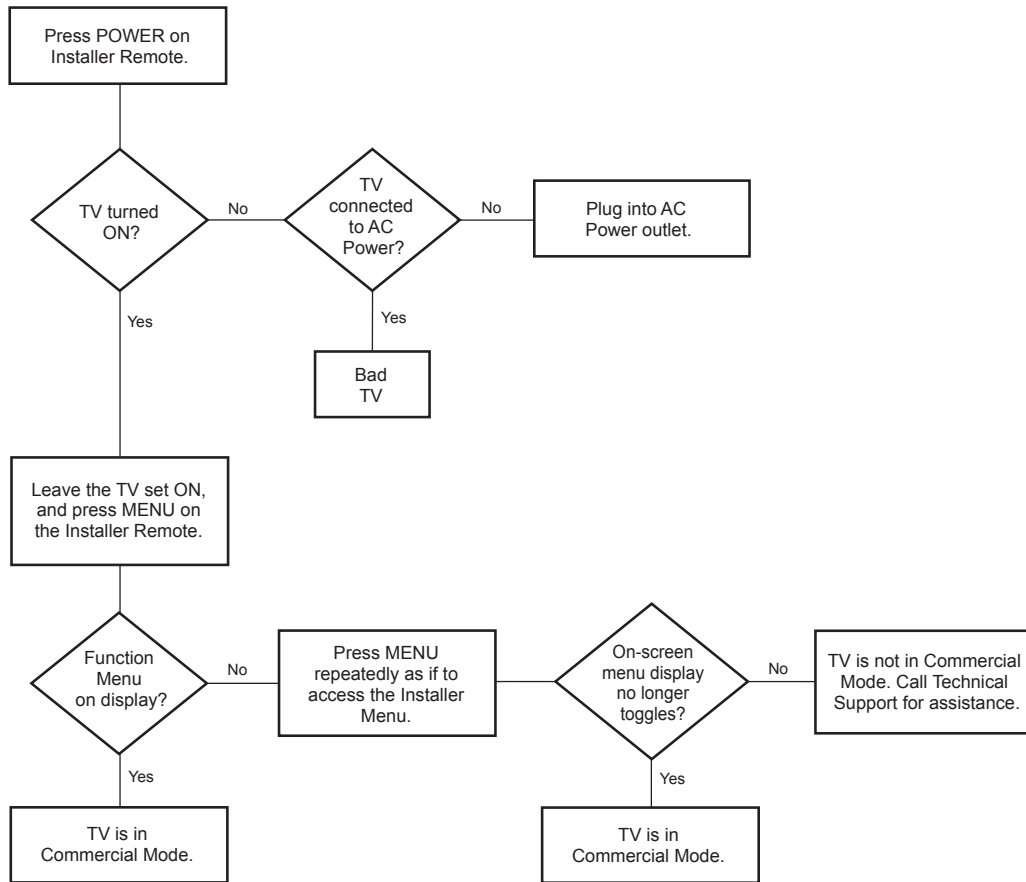 Press POWER on
Installer Remote.
TV turned
ON?
No
TV
connected
to AC
Power?
No
Plug into AC
Power outlet.
Yes
Yes
Bad
TV
Leave the TV set ON,
and press MENU on
the Installer Remote.
Function
Menu
on display?
No
Press MENU
repeatedly as if to
access the Installer
Menu.
On-screen
menu display
no longer
toggles?
No
TV is not in Commercial
Mode. Call Technical
Support for assistance.
Yes
Yes
TV is in
Commercial Mode.
TV is in
Commercial Mode.